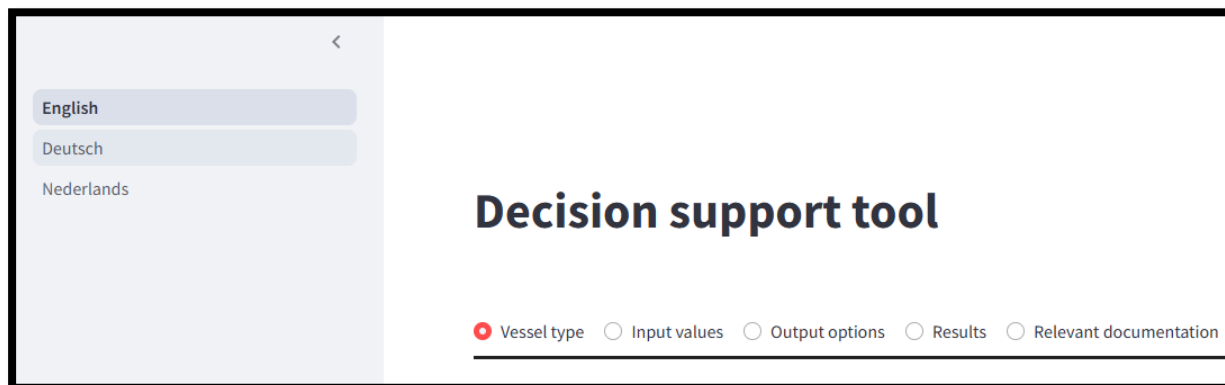 English
Deutsch
Nederlands
Decision support tool
Vessel type Input values Output options Results Relevant documentation